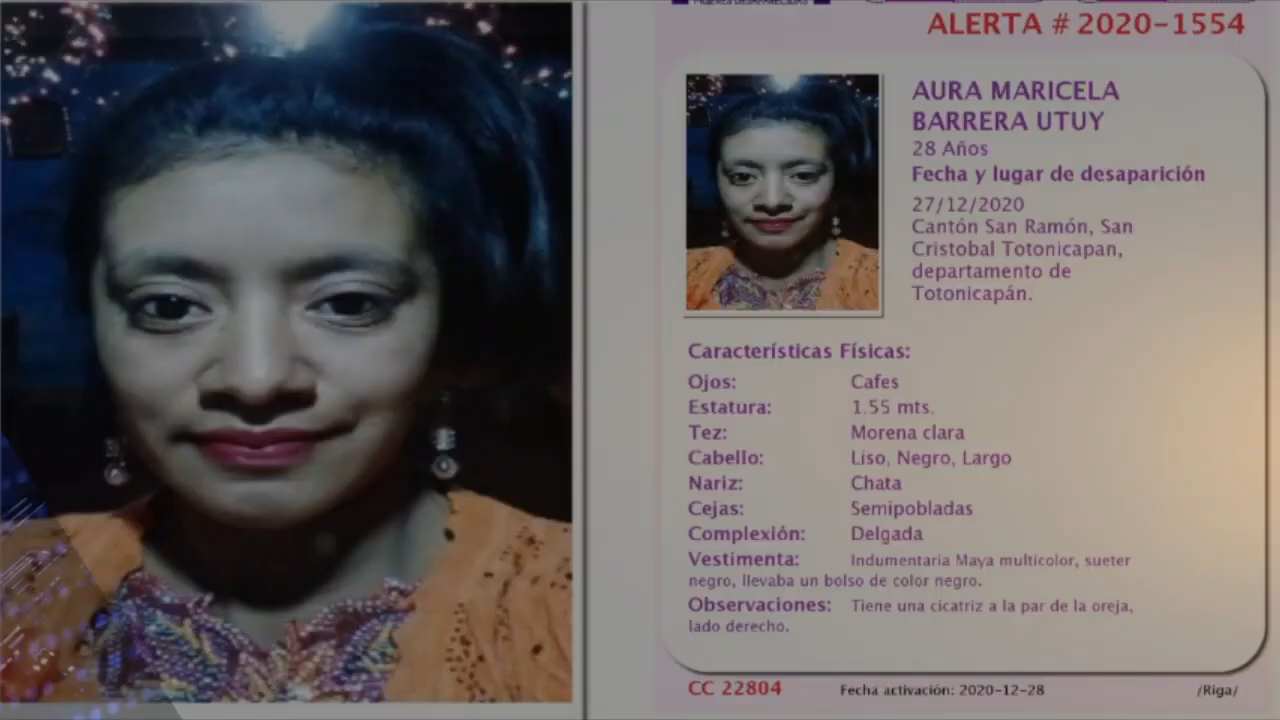 MUJERES DESAPARECIDAS
ALERTA # 2020-1554
AURA MARICELA
BARRERA UTUY
28 Años
Fecha y lugar de desaparición
27/12/2020
Cantón San Ramón, San
Cristobal Totonicapan,
departamento de
Totonicapán.
Características Físicas:
Ojos: Cafes
Estatura: 1.55 mts.
Tez: Morena clara
Cabello: Liso, Negro, Largo
Nariz: Chata
Cejas: Semipobladas
Complexión: Delgada
Vestimenta: Indumentaria Maya multicolor, sueter
negro, llevaba un bolso de color negro.
Observaciones: Tiene una cicatriz a la par de la oreja,
lado derecho.
CC 22804 Fecha activación: 2020-12-28 /Riga/